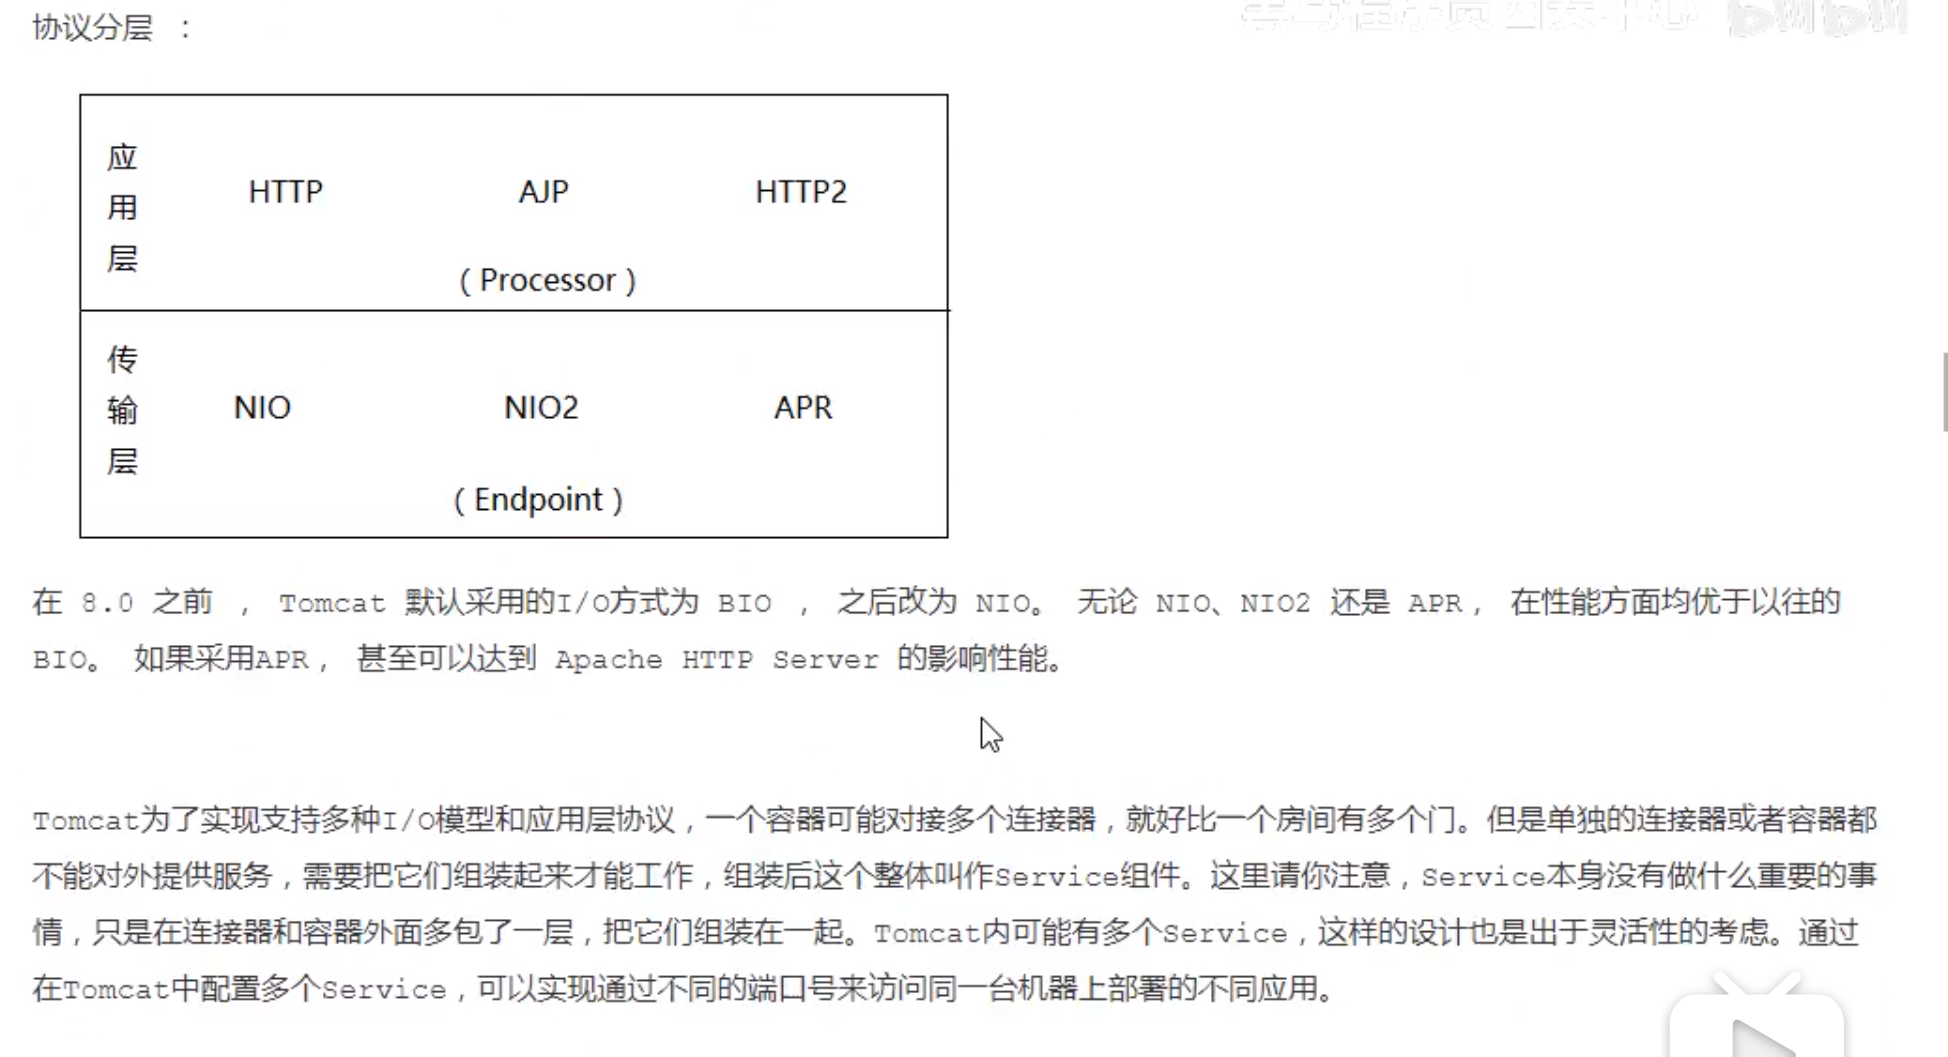 协议分层 ：
应用层
HTTP AJP HTTP2
( Processor )
传输层
NIO NIO2 APR
( Endpoint )
在 8.0 之前 ， Tomcat 默认采用的I/O方式为 BIO ， 之后改为 NIO。 无论 NIO、NIO2 还是 APR， 在性能方面均优于以往的
BIO。 如果采用APR， 甚至可以达到 Apache HTTP Server 的影响性能。
Tomcat为了实现支持多种I/O模型和应用层协议，一个容器可能对接多个连接器，就好比一个房间有多个门。但是单独的连接器或者容器都
不能对外提供服务，需要把它们组装起来才能工作，组装后这个整体叫作Service组件。这里请你注意，Service本身没有做什么重要的事
情，只是在连接器和容器外面多包了一层，把它们组装在一起。Tomcat内可能有多个Service，这样的设计也是出于灵活性的考虑。通过
在Tomcat中配置多个Service，可以实现通过不同的端口号来访问同一台机器上部署的不同应用。